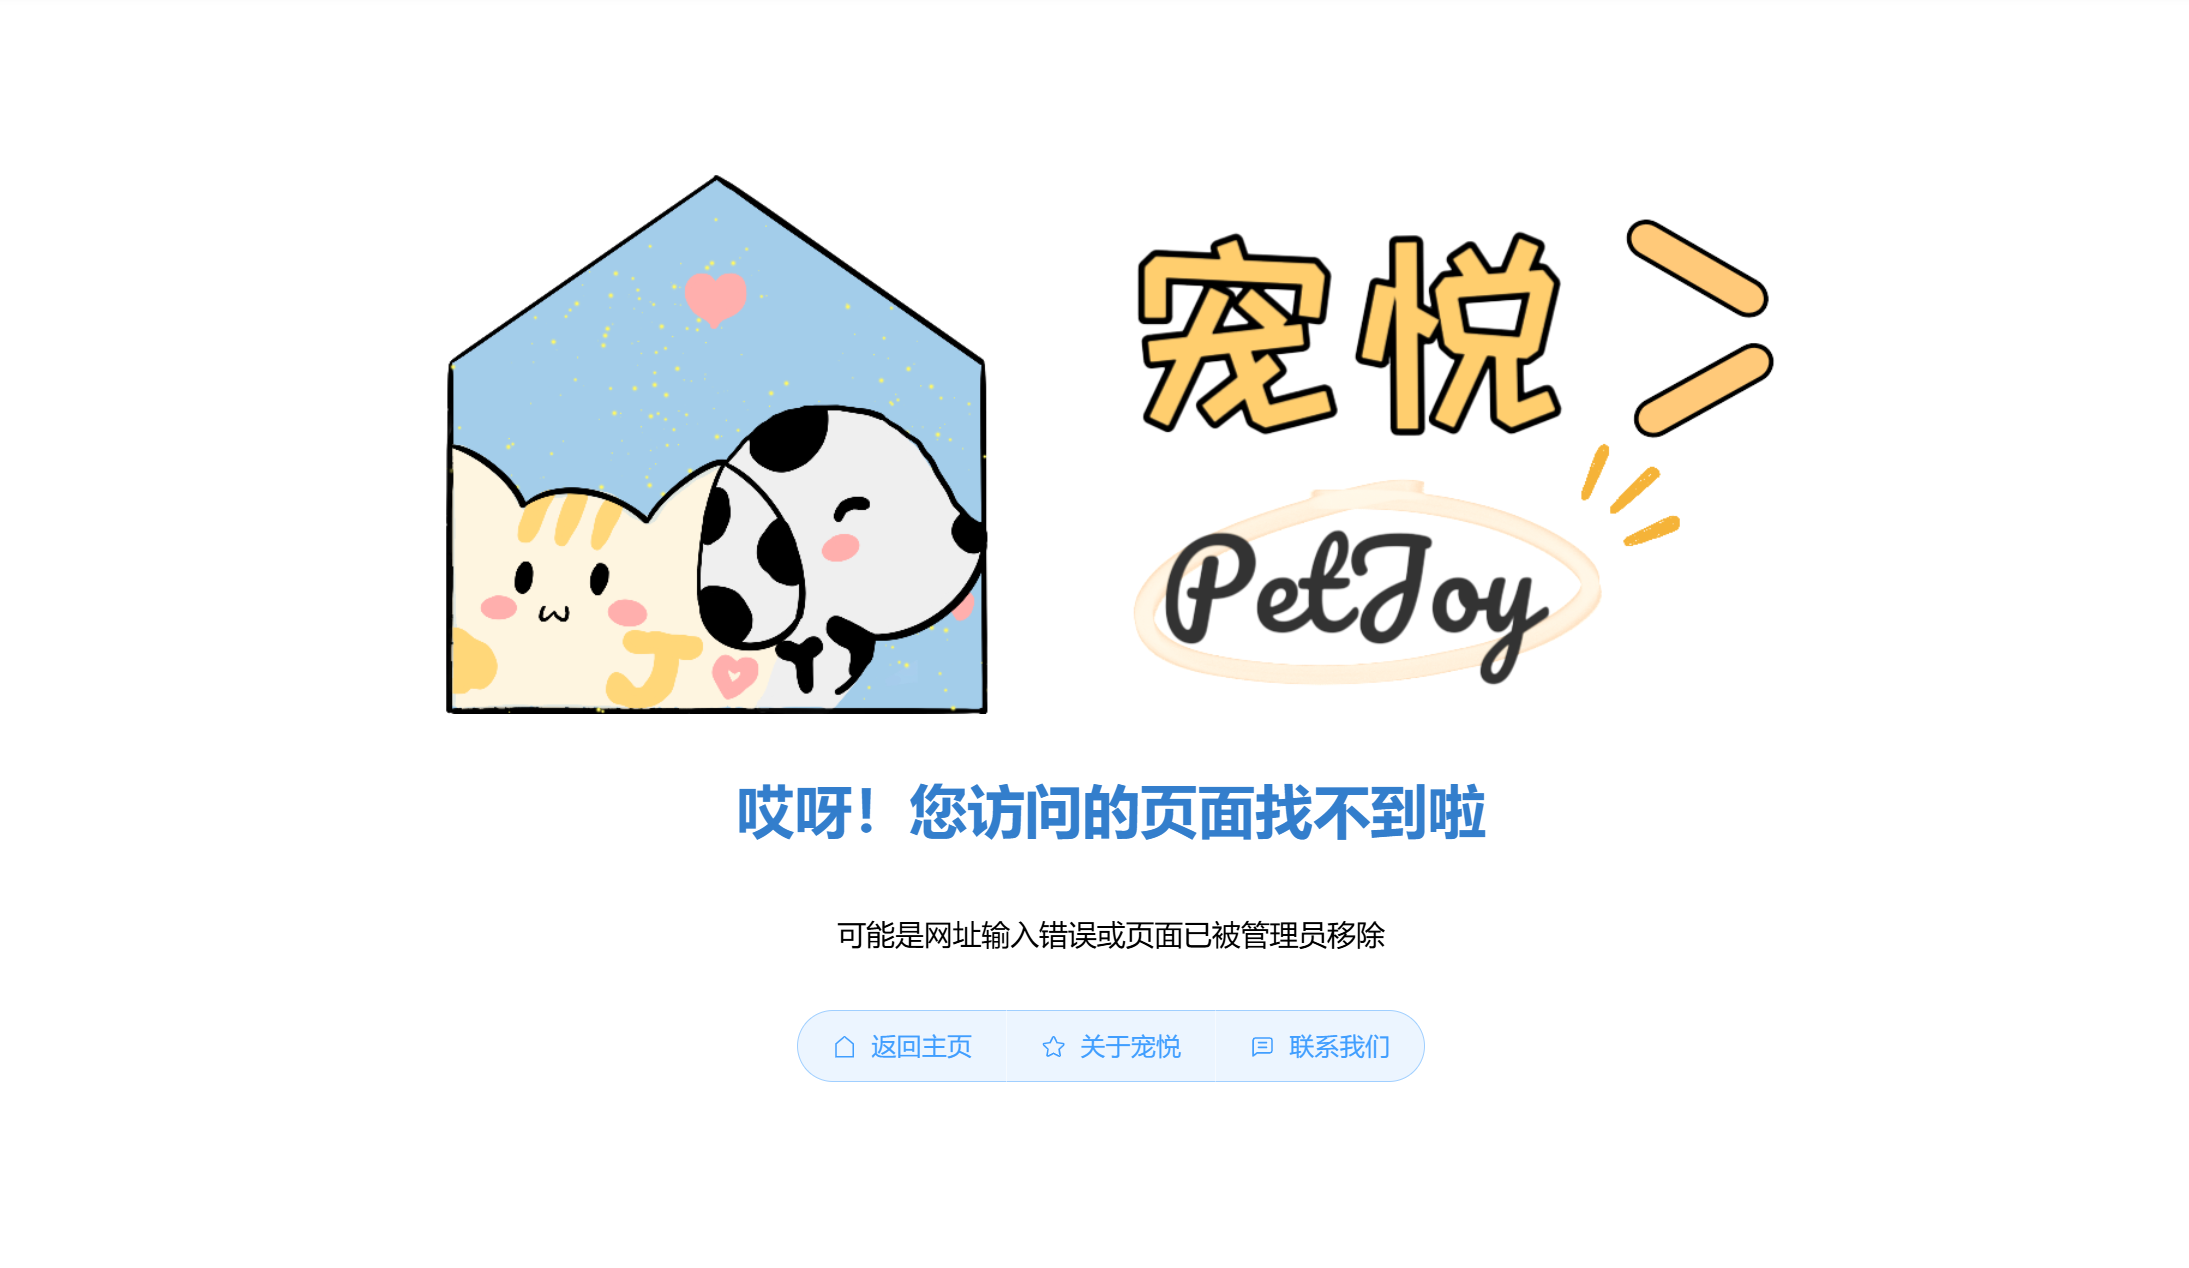 宠悦
PetJoy
J
哎呀！您访问的页面找不到啦
可能是网址输入错误或页面已被管理员移除
返回主页
关于宠悦
联系我们